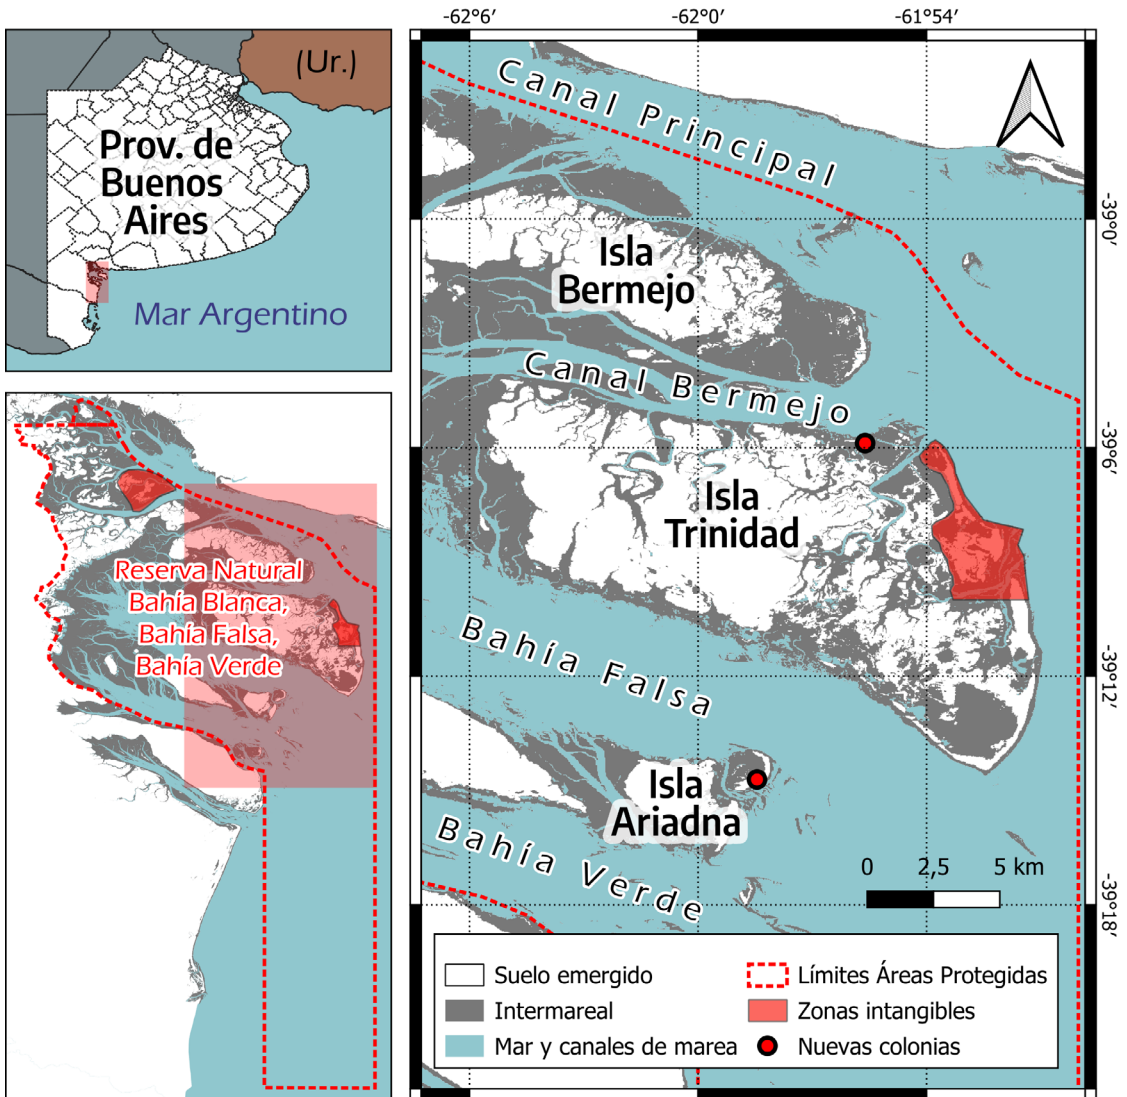 (Ur.)
Prov. de
Buenos
Aires
Mar Argentino
Reserva Natural
Bahía Blanca,
Bahía Falsa,
Bahía Verde
-62°6′
-62°0′
-61°54′
Canal Principal
-39°0′
Isla
Bermejo
Canal Bermejo
-39°6′
Isla
Trinidad
Bahía Falsa
-39°12′
Isla
Ariadna
Bahía Verde
0 2,5 5 km
-39°18′
Suelo emergido
Intermareal
Mar y canales de marea
Límites Áreas Protegidas
Zonas intangibles
Nuevas colonias